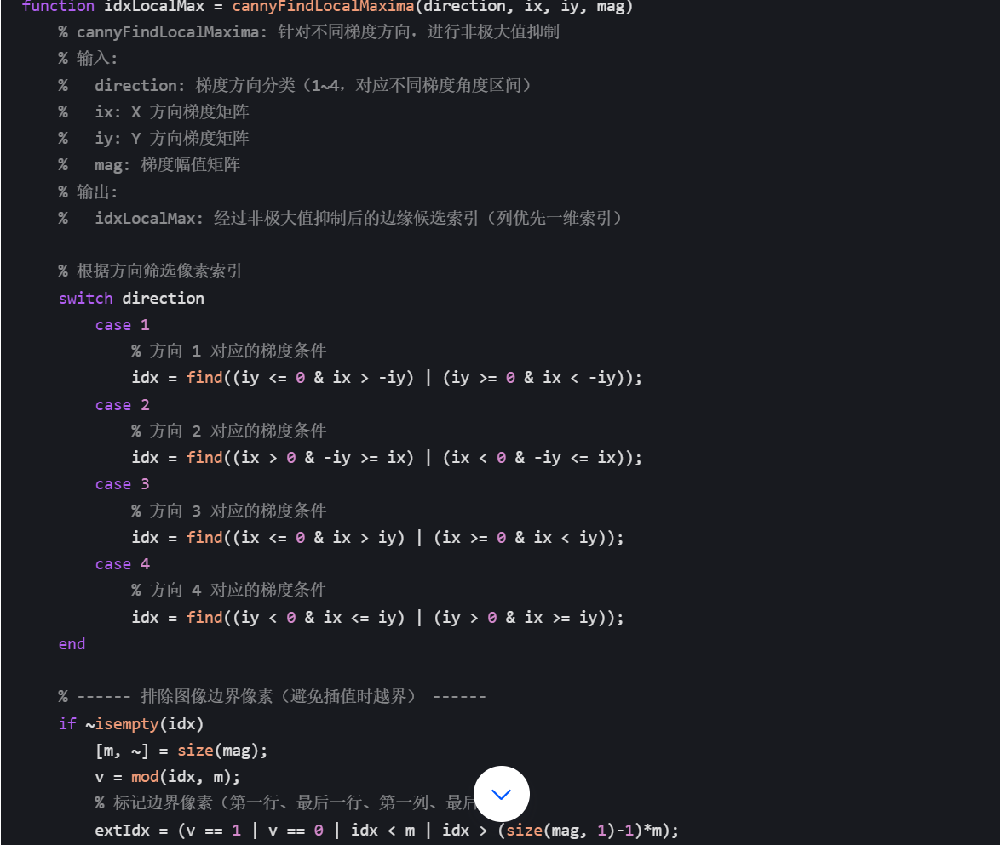 function idxLocalMax = cannyFindLocalMaxima(direction, ix, iy, mag)
    % cannyFindLocalMaxima: 针对不同梯度方向，进行非极大值抑制
    % 输入:
    %   direction: 梯度方向分类（1~4，对应不同梯度角度区间）
    %   ix: X 方向梯度矩阵
    %   iy: Y 方向梯度矩阵
    %   mag: 梯度幅值矩阵
    % 输出:
    %   idxLocalMax: 经过非极大值抑制后的边缘候选索引（列优先一维索引）
    % 根据方向筛选像素索引
    switch direction
        case 1
            % 方向 1 对应的梯度条件
            idx = find((iy <= 0 & ix > -iy) | (iy >= 0 & ix < -iy));
        case 2
            % 方向 2 对应的梯度条件
            idx = find((ix > 0 & -iy >= ix) | (ix < 0 & -iy <= ix));
        case 3
            % 方向 3 对应的梯度条件
            idx = find((ix <= 0 & ix > iy) | (ix >= 0 & ix < iy));
        case 4
            % 方向 4 对应的梯度条件
            idx = find((iy < 0 & ix <= iy) | (iy > 0 & ix >= iy));
    end
    % ------ 排除图像边界像素（避免插值时越界） ------
    if ~isempty(idx)
        [m, ~] = size(mag);
        v = mod(idx, m);
        % 标记边界像素（第一行、最后一行、第一列、最后
        extIdx = (v == 1 | v == 0 | idx < m | idx > (size(mag, 1)-1)*m);